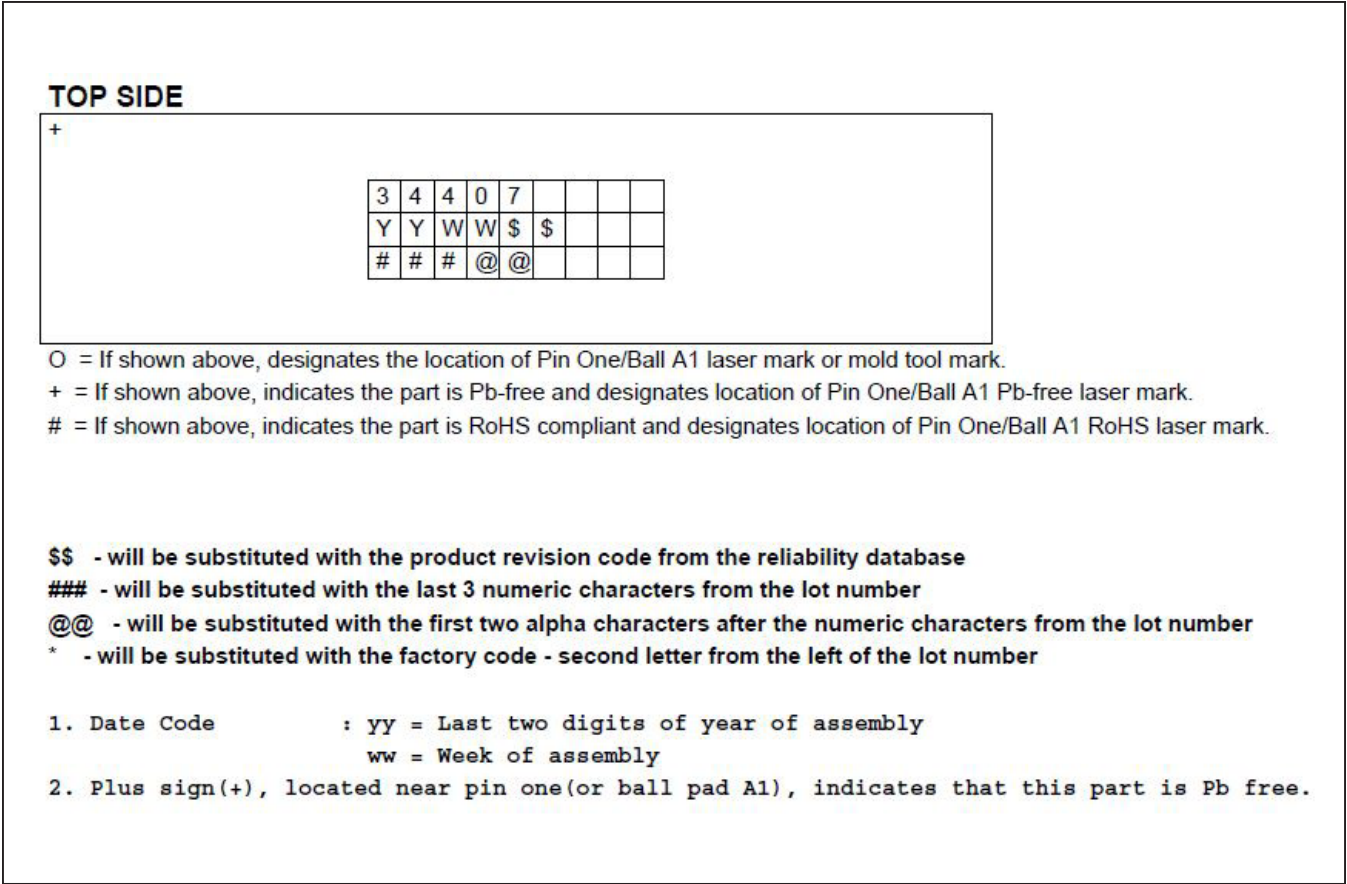 TOP SIDE
+
3 4 4 0 7
Y Y W W $ $
# # # @ @
O = If shown above, designates the location of Pin One/Ball A1 laser mark or mold tool mark.
+ = If shown above, indicates the part is Pb-free and designates location of Pin One/Ball A1 Pb-free laser mark.
# = If shown above, indicates the part is RoHS compliant and designates location of Pin One/Ball A1 RoHS laser mark.
$$ - will be substituted with the product revision code from the reliability database
### - will be substituted with the last 3 numeric characters from the lot number
@@ - will be substituted with the first two alpha characters after the numeric characters from the lot number
* - will be substituted with the factory code - second letter from the left of the lot number
1. Date Code : yy = Last two digits of year of assembly
ww = Week of assembly
2. Plus sign(+), located near pin one(or ball pad A1), indicates that this part is Pb free.